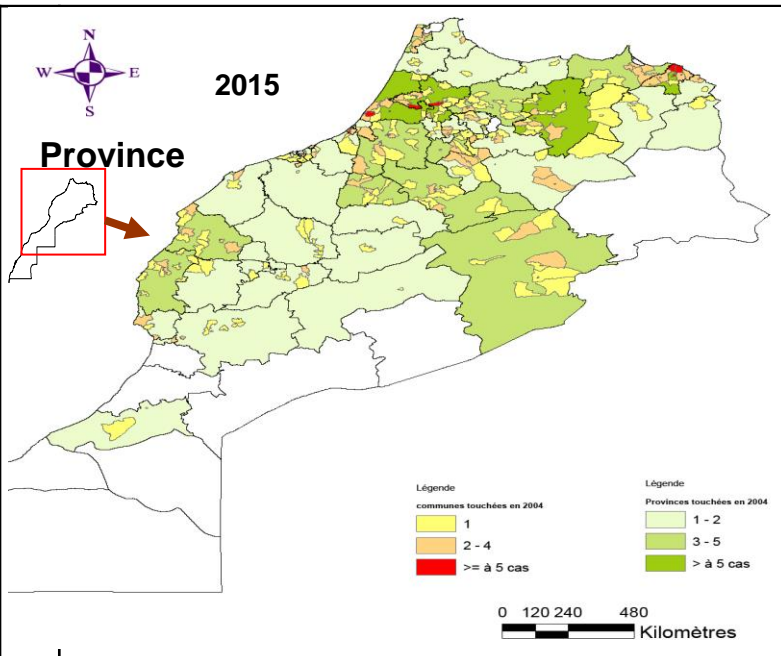 N
W E
S
2015
Province
Légende
communes touchées en 2004
1
2 - 4
>= à 5 cas
Légende
Provinces touchées en 2004
1 - 2
3 - 5
> à 5 cas
0 120 240 480
Kilomètres